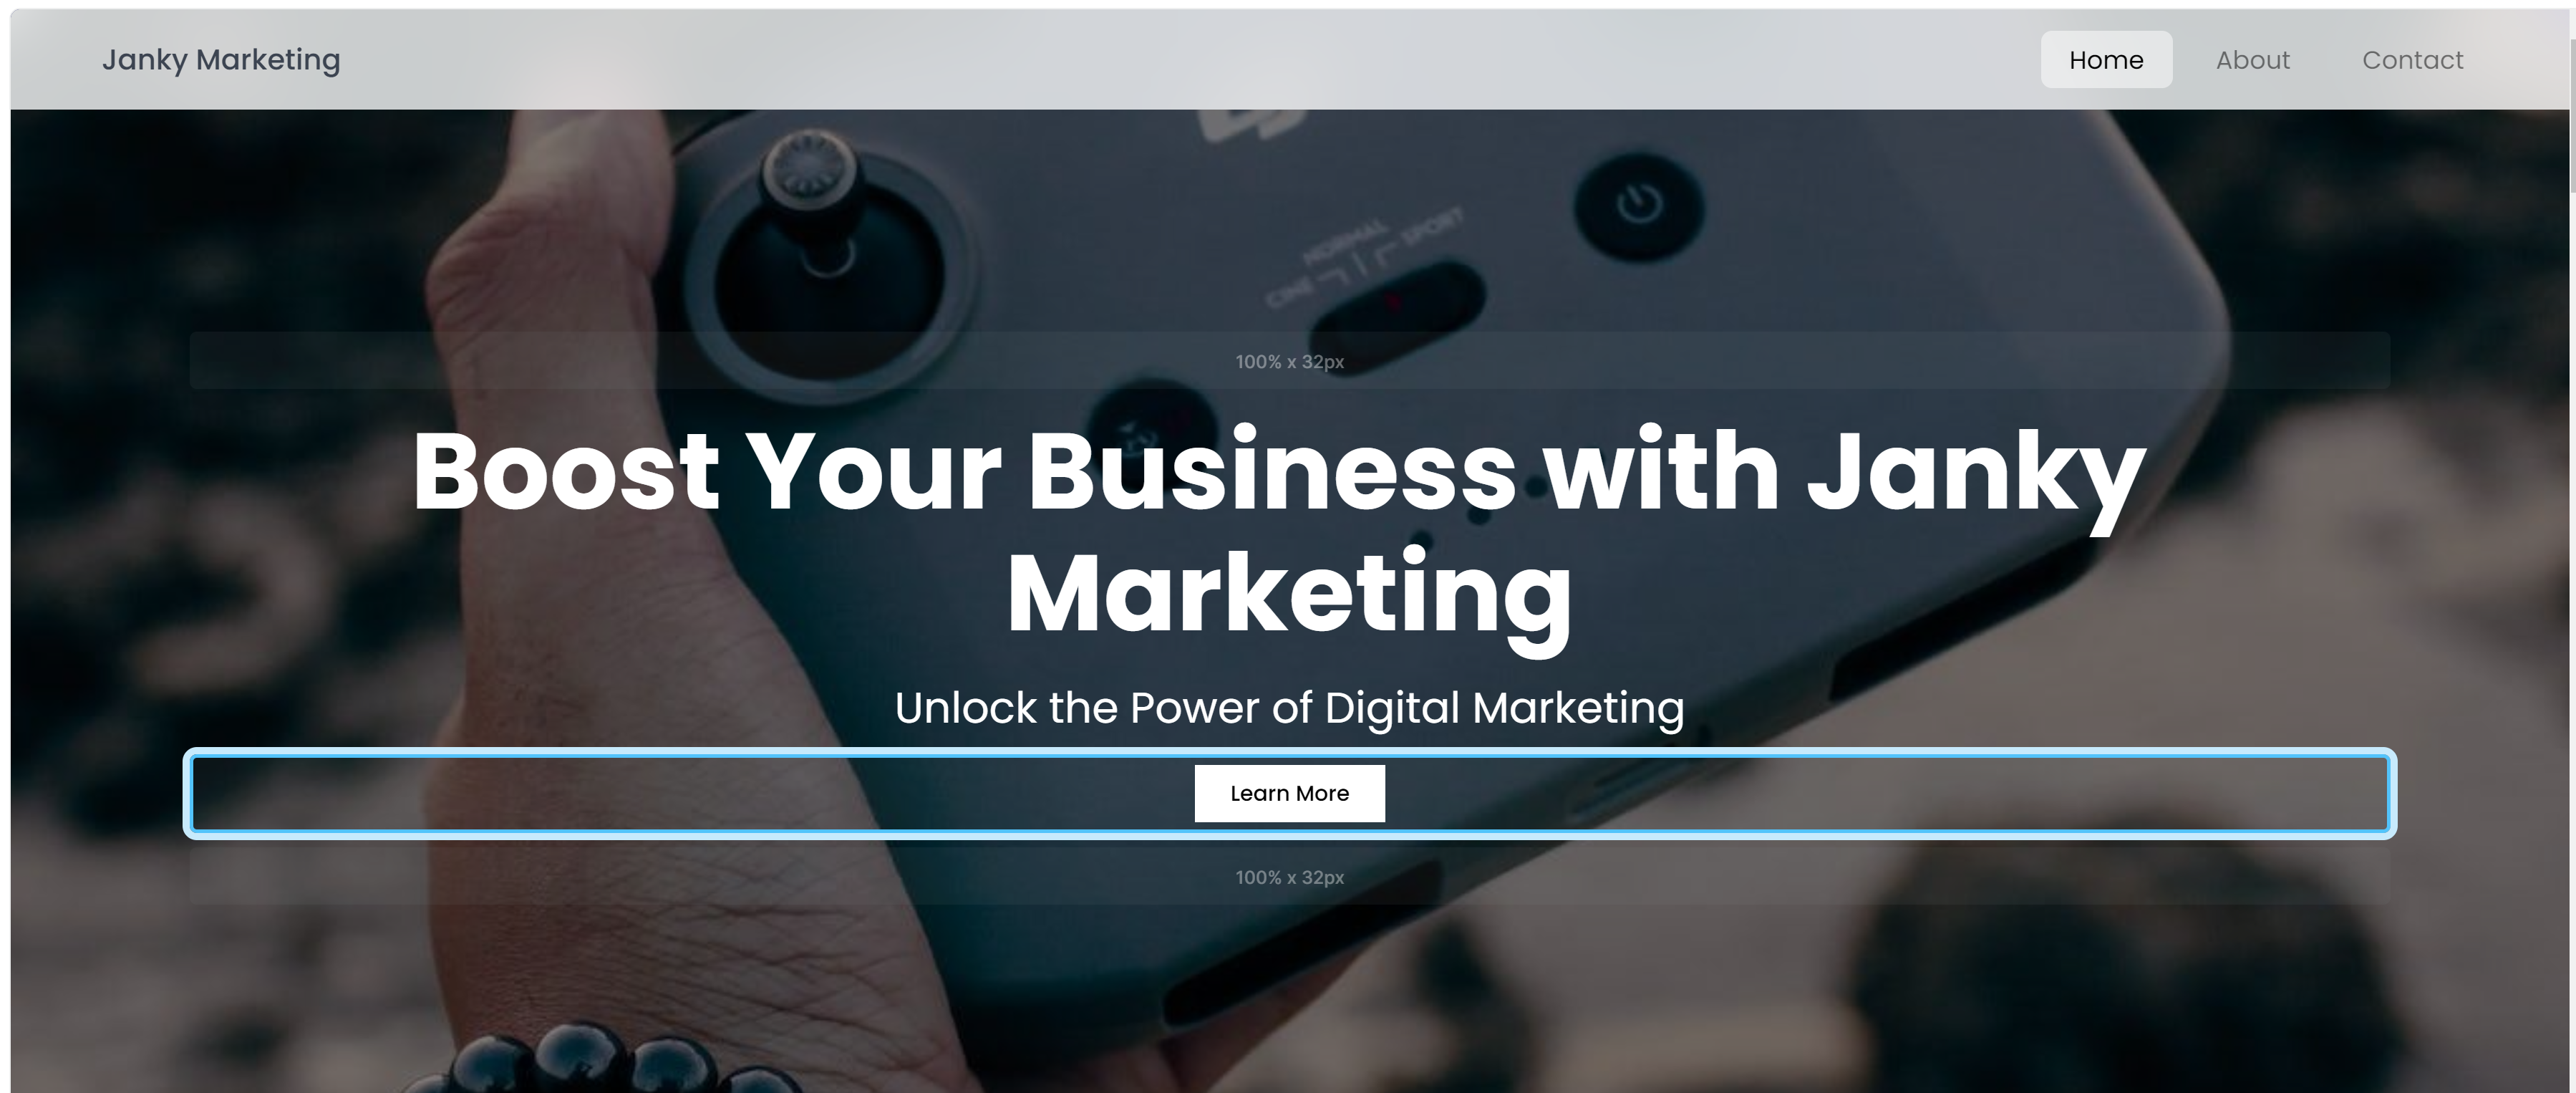 Janky Marketing
Home About Contact
NORMAL
SPORT
CINE
100% x 32px
Boost Your Business with Janky
Marketing
Unlock the Power of Digital Marketing
Learn More
100% x 32px